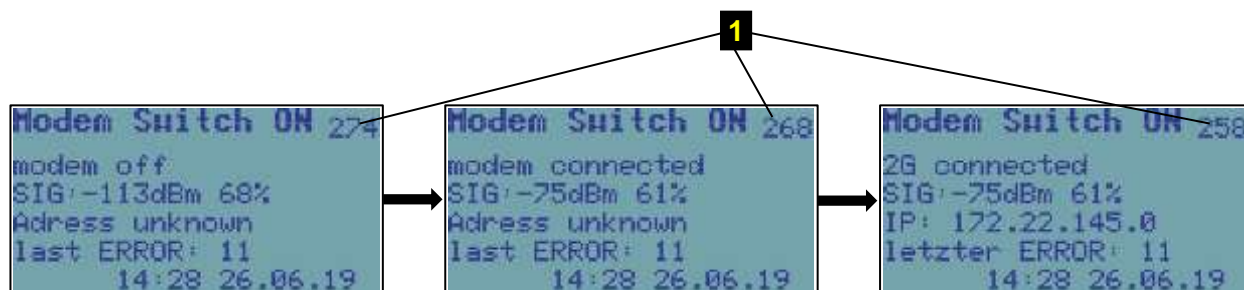 1
Modem Switch ON 274
modem off
SIG:-113dBm 68%
Adress unknown
last ERROR: 11
14:28 26.06.19
Modem Switch ON 268
modem connected
SIG:-75dBm 61%
Adress unknown
last ERROR: 11
14:28 26.06.19
Modem Switch ON 258
2G connected
SIG:-75dBm 61%
IP: 172.22.145.0
letzter ERROR: 11
14:28 26.06.19